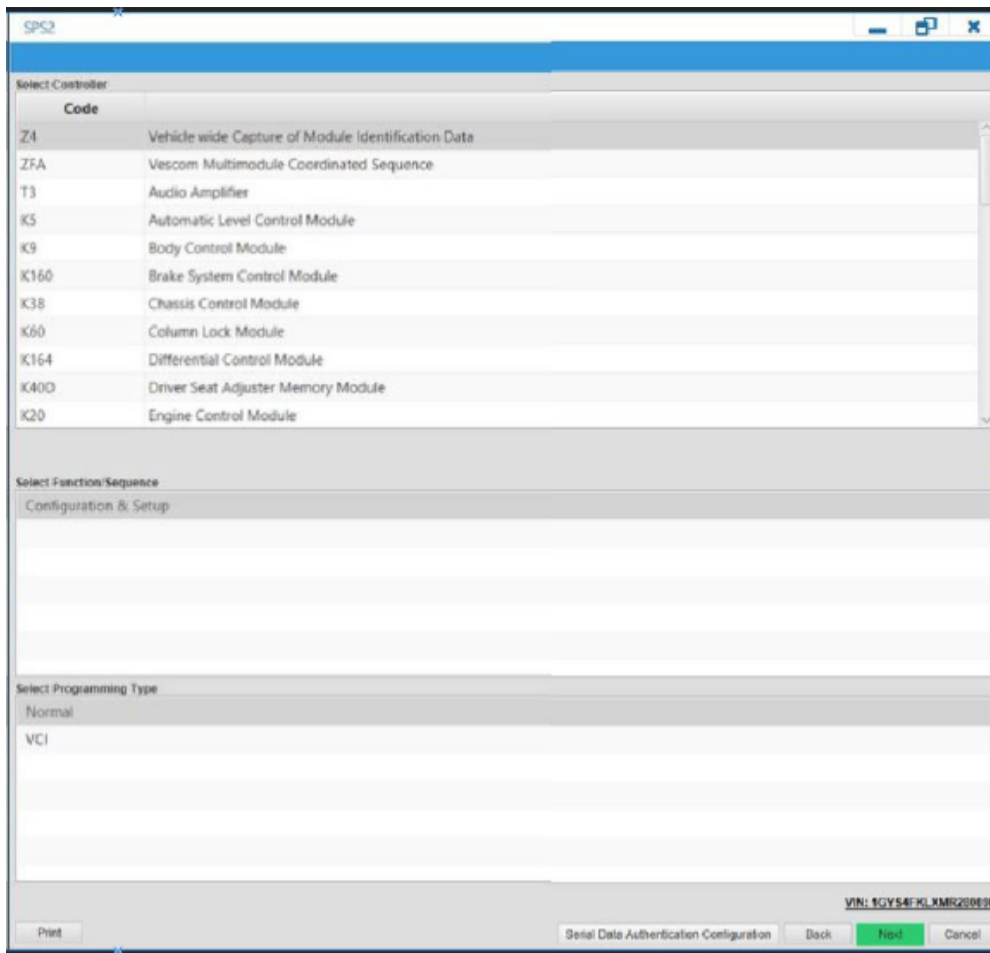 SPS2
Select Controller
Code
Z4 Vehicle wide Capture of Module Identification Data
ZFA Vescom Multimodule Coordinated Sequence
T3 Audio Amplifier
K5 Automatic Level Control Module
K9 Body Control Module
K160 Brake System Control Module
K38 Chassis Control Module
K60 Column Lock Module
K164 Differential Control Module
K40D Driver Seat Adjuster Memory Module
K20 Engine Control Module
Select Function/Sequence
Configuration & Setup
Select Programming Type
Normal
VCI
VIN:
Print Serial Data Authentication Configuration Back Next Cancel